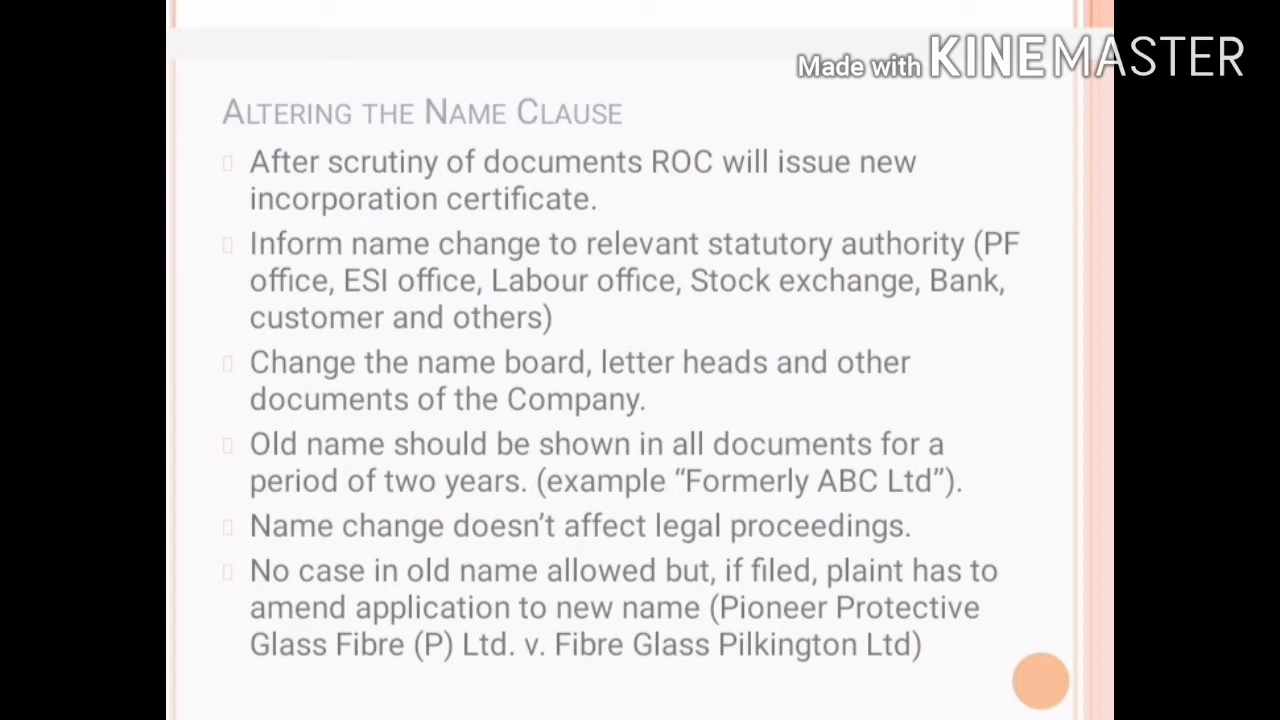 Made with KINEMASTER
ALTERING THE NAME CLAUSE
After scrutiny of documents ROC will issue new
incorporation certificate.
Inform name change to relevant statutory authority (PF
office, ESI office, Labour office, Stock exchange, Bank,
customer and others)
Change the name board, letter heads and other
documents of the Company.
Old name should be shown in all documents for a
period of two years. (example “Formerly ABC Ltd”).
Name change doesn’t affect legal proceedings.
No case in old name allowed but, if filed, plaint has to
amend application to new name (Pioneer Protective
Glass Fibre (P) Ltd. v. Fibre Glass Pilkington Ltd)